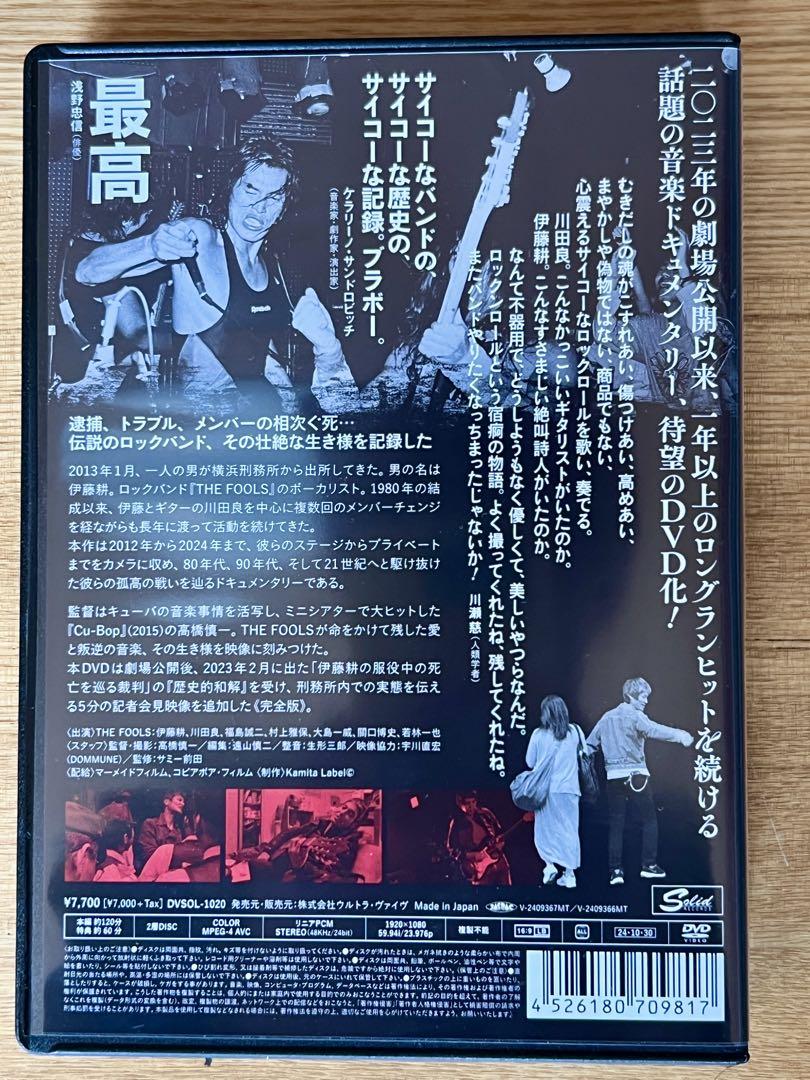 二〇二三年の劇場公開以来、一年以上のロングランヒットを続ける
話題の音楽ドキュメンタリー、待望のDVD化!
むきだしの魂がこすれあい、傷つけあい、高めあい、
まやかしや偽物ではない、商品でもない、
心震えるサイコーなロックロールを歌い、奏でる。
川田良。こんなかっこいいギタリストがいたのか。
伊藤耕。こんなすさまじい絶叫詩人がいたのか。
なんて不器用で、どうしようもなく優しくて、美しいやつらなんだ。
ロックンロールという宿痾の物語。よく撮ってくれたね、残してくれたね。
またバンドやりたくなっちまったじゃないか!
川瀬慈(人類学者)
サイコーなバンドの、
サイコーな歴史の、
サイコーな記録。ブラボー。
ケラリーノ・サンドロビッチ
(音楽家・劇作家・演出家)
最高
浅野忠信(俳優)
Reebok
逮捕、トラブル、メンバーの相次ぐ死…
伝説のロックバンド、その壮絶な生き様を記録した
2013年1月、一人の男が横浜刑務所から出所してきた。男の名は
伊藤耕。ロックバンド『THE FOOLS』のボーカリスト。1980年の結
成以来、伊藤とギターの川田良を中心に複数回のメンバーチェンジ
を経ながらも長年に渡って活動を続けてきた。
本作は2012年から2024年まで、彼らのステージからプライベート
までをカメラに収め、80年代、90年代、そして21世紀へと駆け抜け
た彼らの孤高の戦いを辿るドキュメンタリーである。
監督はキューバの音楽事情を活写し、ミニシアターで大ヒットした
『Cu-Bop』(2015)の高橋慎一。THE FOOLSが命をかけて残した愛
と叛逆の音楽、その生き様を映像に刻みつけた。
本DVDは劇場公開後、2023年2月に出た「伊藤耕の服役中の死亡
を巡る裁判」の『歴史的和解』を受け、刑務所内での実態を伝え
る5分の記者会見映像を追加した《完全版》。
〈出演〉THE FOOLS:伊藤耕、川田良、福島誠二、村上雅保、大島一威、關口博史、若林一也
〈スタッフ〉監督・撮影:高橋慎一/編集:遠山慎二/整音:生形三郎/映像協力:宇川直宏
(DOMMUNE)/監修:サミー前田
〈配給〉マーメイドフィルム、コピアポア・フィルム 〈制作〉Kamita Label©
¥7,700 [¥7,000+Tax] DVSOL-1020 発売元・販売元:株式会社ウルトラ・ヴァイヴ Made in Japan V-2409367MT/V-2409366MT
Solid
RECORDS
本編約120分
特典約60分
2層DISC
COLOR
MPEG-4 AVC
リニアPCM
STEREO(48KHz/24bit)
1920×1080
59.94i/23.976p
複製不能
16:9 LB
ALL
24・10・30
DVD
VIDEO
4 526180 709817